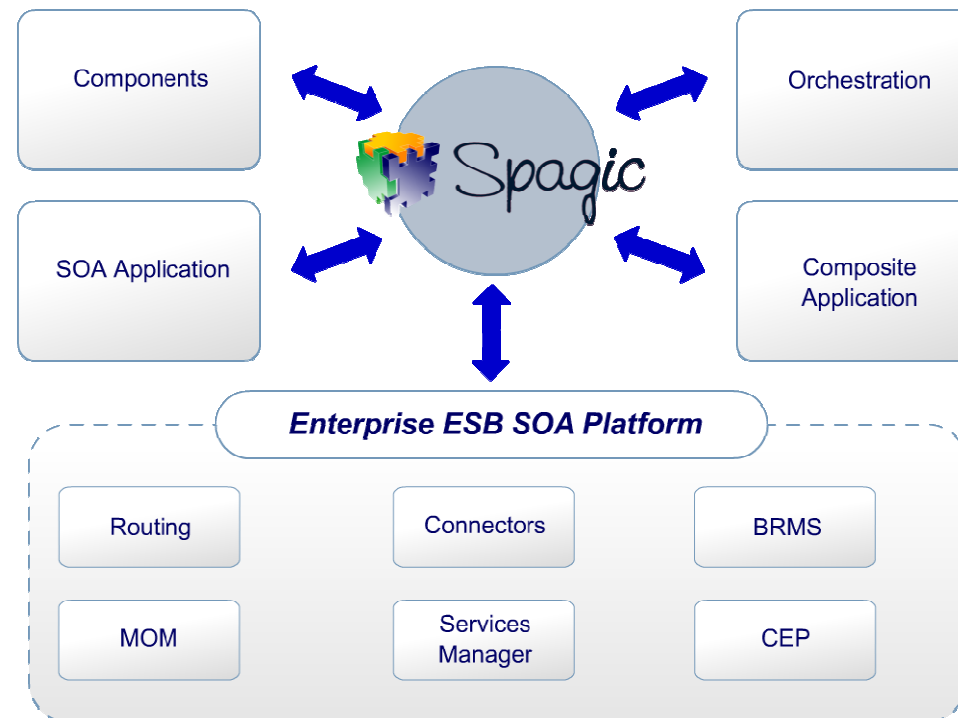 Components
Orchestration
Spagic
SOA Application
Composite
Application
Enterprise ESB SOA Platform
Routing
Connectors
BRMS
MOM
Services
Manager
CEP